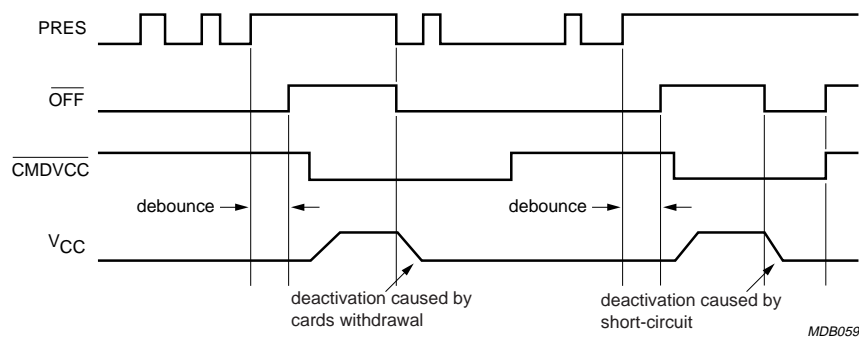 PRES
OFF
CMDVCC
debounce
debounce
VCC
deactivation caused by
cards withdrawal
deactivation caused by
short-circuit
MDB059